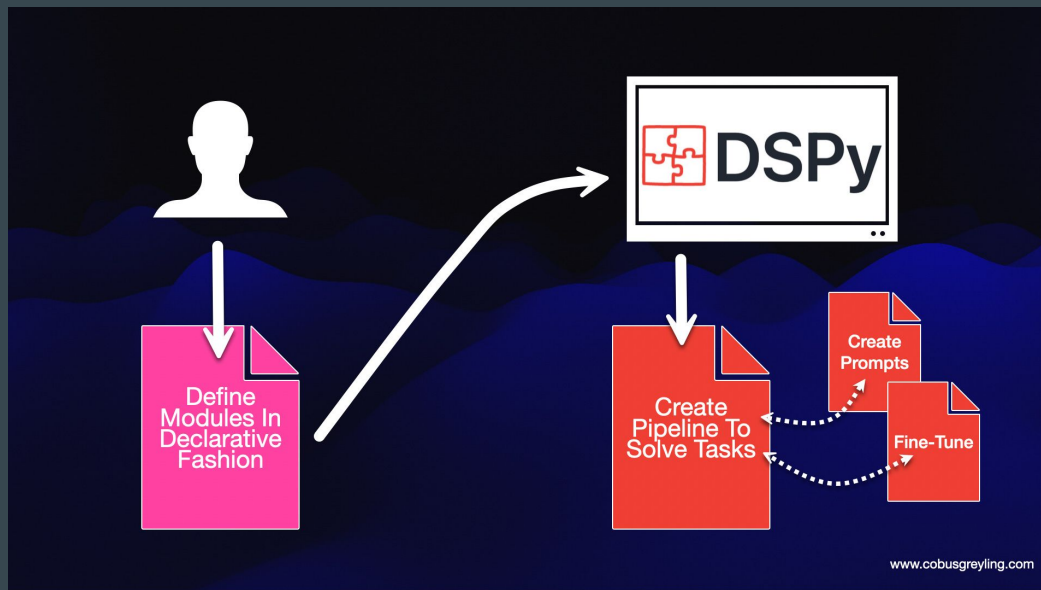 DSPy
Define
Modules In
Declarative
Fashion
Create
Pipeline To
Solve Tasks
Create
Prompts
Fine-Tune
www.cobusgreyling.com